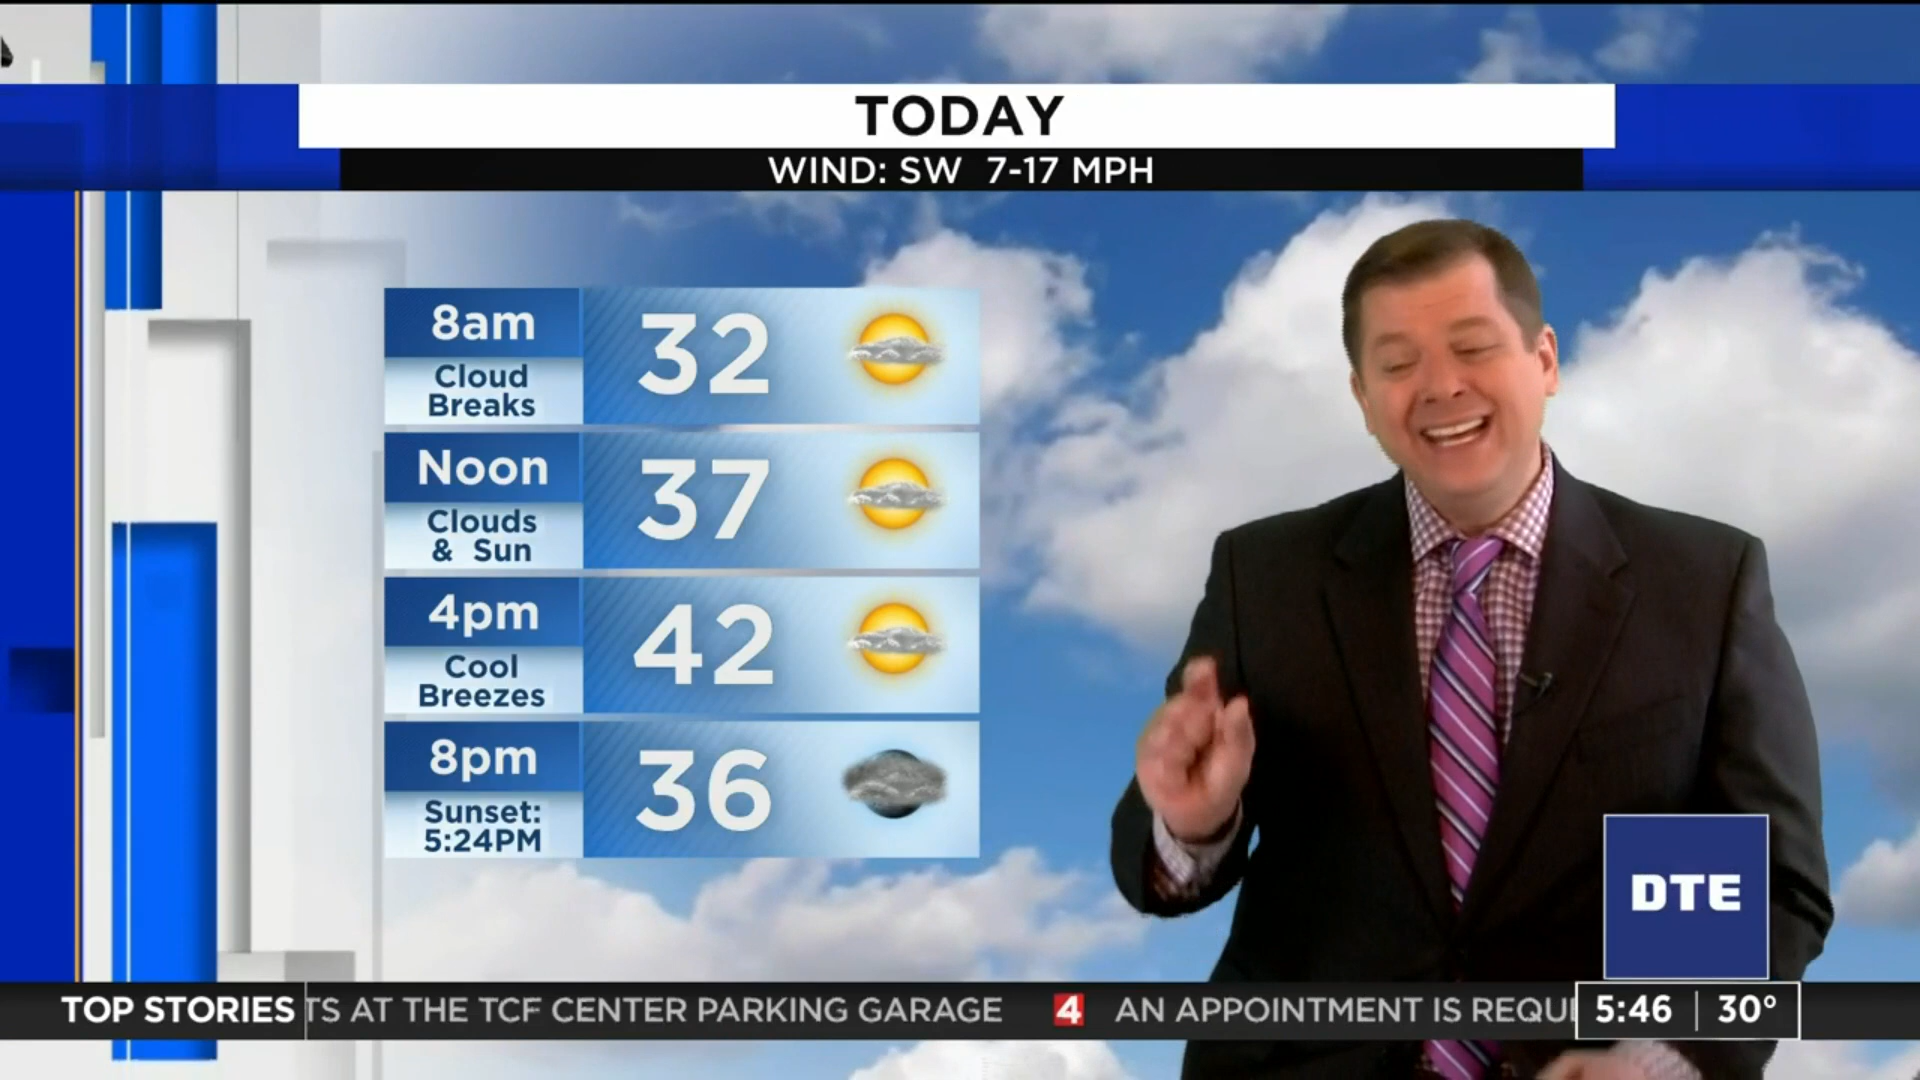 TODAY
WIND: SW 7-17 MPH
8am
Cloud
Breaks
32
Noon
Clouds
& Sun
37
4pm
Cool
Breezes
42
8pm
Sunset:
5:24PM
36
DTE
TOP STORIES TS AT THE TCF CENTER PARKING GARAGE 4 AN APPOINTMENT IS REQUI 5:46 30°